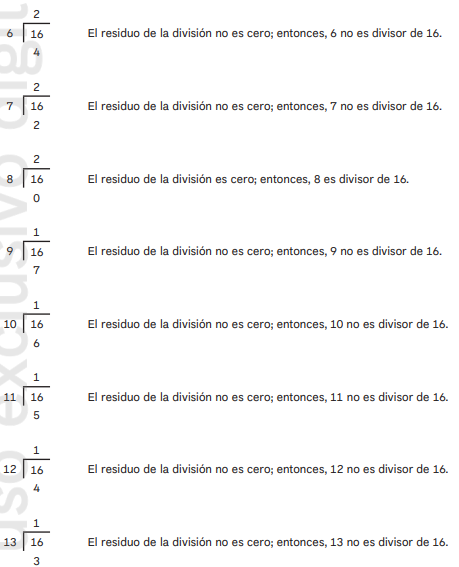 2
6 16 El residuo de la división no es cero; entonces, 6 no es divisor de 16.
4
2
7 16 El residuo de la división no es cero; entonces, 7 no es divisor de 16.
2
2
8 16 El residuo de la división es cero; entonces, 8 es divisor de 16.
0
1
9 16 El residuo de la división no es cero; entonces, 9 no es divisor de 16.
7
1
10 16 El residuo de la división no es cero; entonces, 10 no es divisor de 16.
6
1
11 16 El residuo de la división no es cero; entonces, 11 no es divisor de 16.
5
1
12 16 El residuo de la división no es cero; entonces, 12 no es divisor de 16.
4
1
13 16 El residuo de la división no es cero; entonces, 13 no es divisor de 16.
3